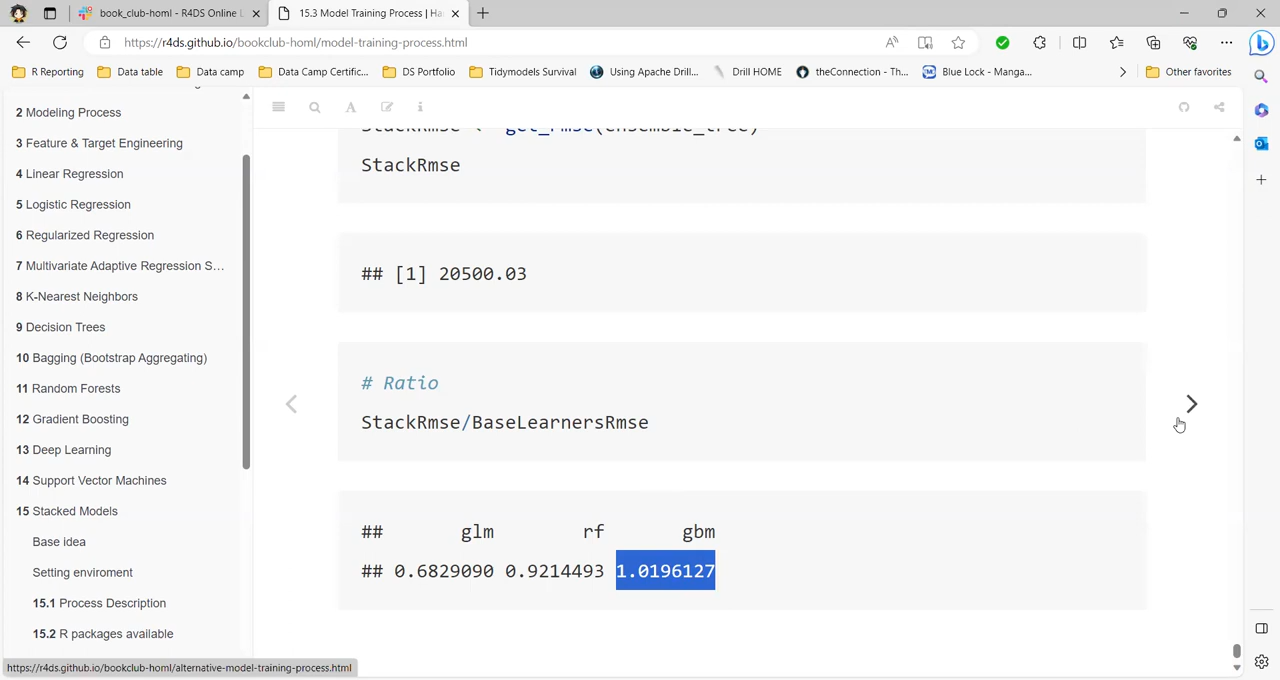 book_club-homl - R4DS Online L
15.3 Model Training Process | Ha
https://r4ds.github.io/bookclub-homl/model-training-process.html
R Reporting
Data table
Data camp
Data Camp Certific...
DS Portfolio
Tidymodels Survival
Using Apache Drill...
Drill HOME
theConnection - Th...
Blue Lock - Manga...
Other favorites
2 Modeling Process
3 Feature & Target Engineering
4 Linear Regression
5 Logistic Regression
6 Regularized Regression
7 Multivariate Adaptive Regression S...
8 K-Nearest Neighbors
9 Decision Trees
10 Bagging (Bootstrap Aggregating)
11 Random Forests
12 Gradient Boosting
13 Deep Learning
14 Support Vector Machines
15 Stacked Models
Base idea
Setting enviroment
15.1 Process Description
15.2 R packages available
https://r4ds.github.io/bookclub-homl/alternative-model-training-process.html
StackRmse get_rmse(ensemble_tree)
StackRmse
## [1] 20500.03
# Ratio
StackRmse/BaseLearnersRmse
## glm rf gbm
## 0.6829090 0.9214493 1.0196127